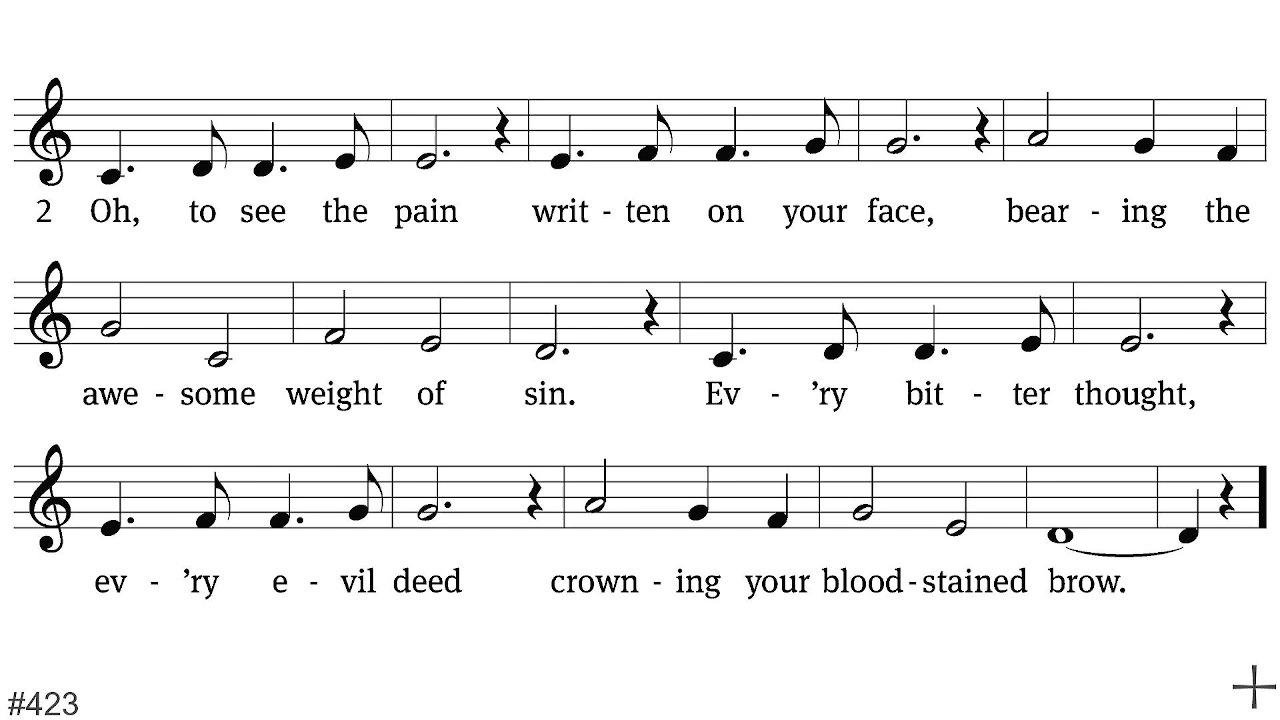 2 Oh, to see the pain writ - ten on your face, bear - ing the
awe - some weight of sin. Ev - ’ry bit - ter thought,
ev - ’ry e - vil deed crown - ing your blood - stained brow.
#423